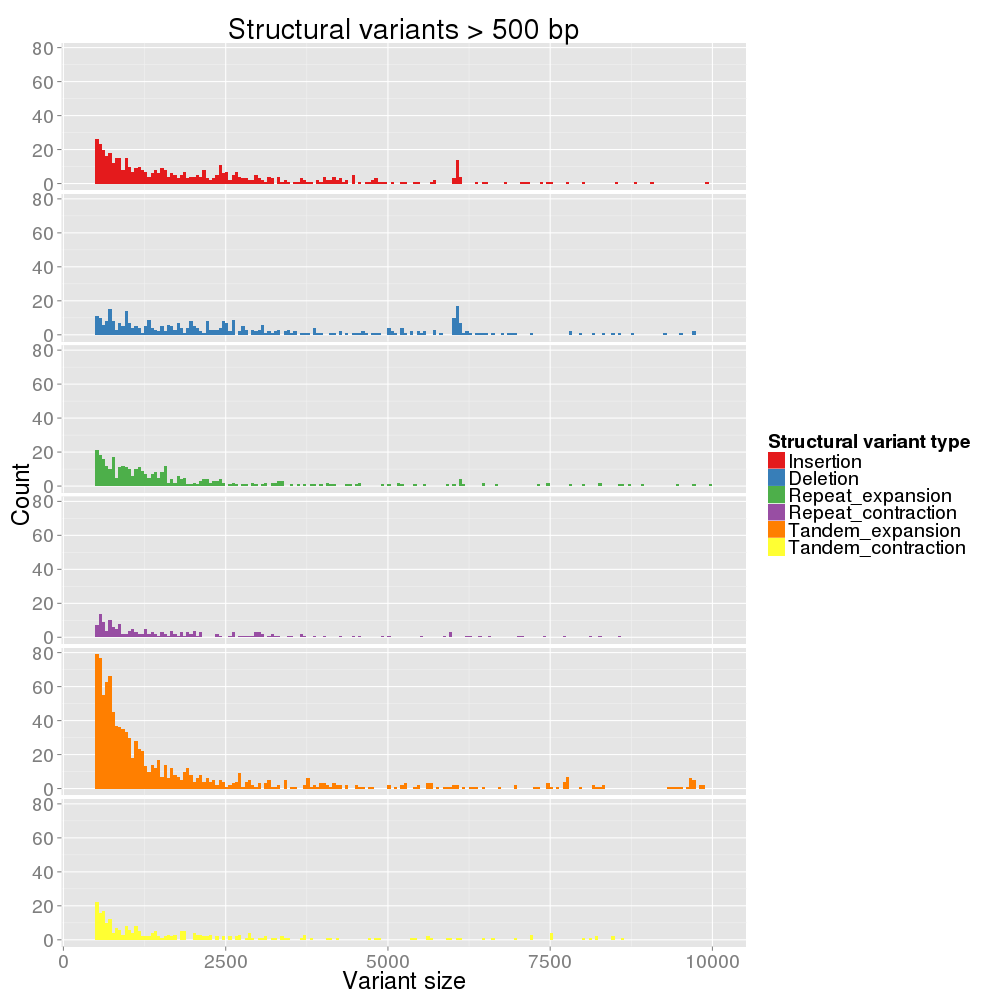 Structural variants > 500 bp
80
60
40
20
0
80
60
40
20
0
80
60
40
20
0
80
60
40
20
0
80
60
40
20
0
80
60
40
20
0
Count
0 2500 5000 7500 10000
Variant size
Structural variant type
Insertion
Deletion
Repeat_expansion
Repeat_contraction
Tandem_expansion
Tandem_contraction